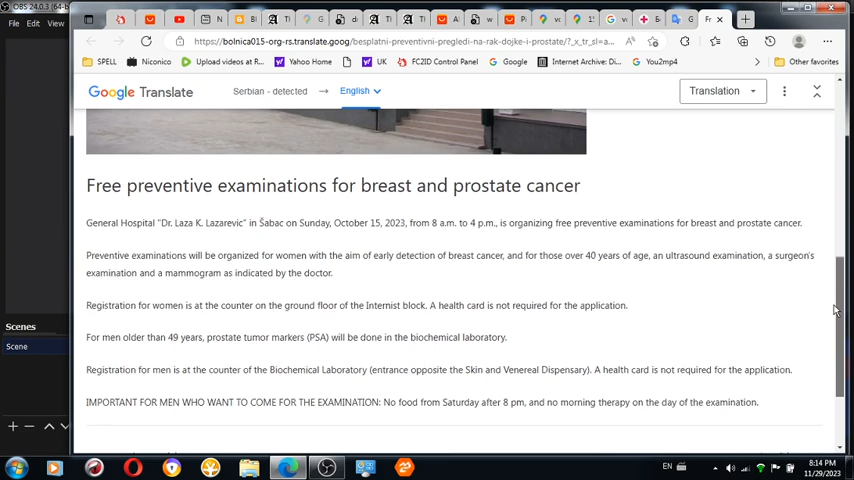 OBS 24.0.3 (64-b
File Edit View
https://bolnica015-org-rs.translate.goog/besplatni-preventivni-pregledi-na-rak-dojke-i-prostate/?_x_tr_sl=a...
SPELL Niconico Upload videos at R... Yahoo Home UK FC2ID Control Panel Google Internet Archive: Di... You2mp4 Other favorites
Google Translate Serbian - detected → English Translation
Free preventive examinations for breast and prostate cancer
General Hospital "Dr. Laza K. Lazarevic" in Šabac on Sunday, October 15, 2023, from 8 a.m. to 4 p.m., is organizing free preventive examinations for breast and prostate cancer.
Preventive examinations will be organized for women with the aim of early detection of breast cancer, and for those over 40 years of age, an ultrasound examination, a surgeon's
examination and a mammogram as indicated by the doctor.
Registration for women is at the counter on the ground floor of the Internist block. A health card is not required for the application.
Scenes
For men older than 49 years, prostate tumor markers (PSA) will be done in the biochemical laboratory.
Scene
Registration for men is at the counter of the Biochemical Laboratory (entrance opposite the Skin and Venereal Dispensary). A health card is not required for the application.
IMPORTANT FOR MEN WHO WANT TO COME FOR THE EXAMINATION: No food from Saturday after 8 pm, and no morning therapy on the day of the examination.
EN
8:14 PM
11/29/2023